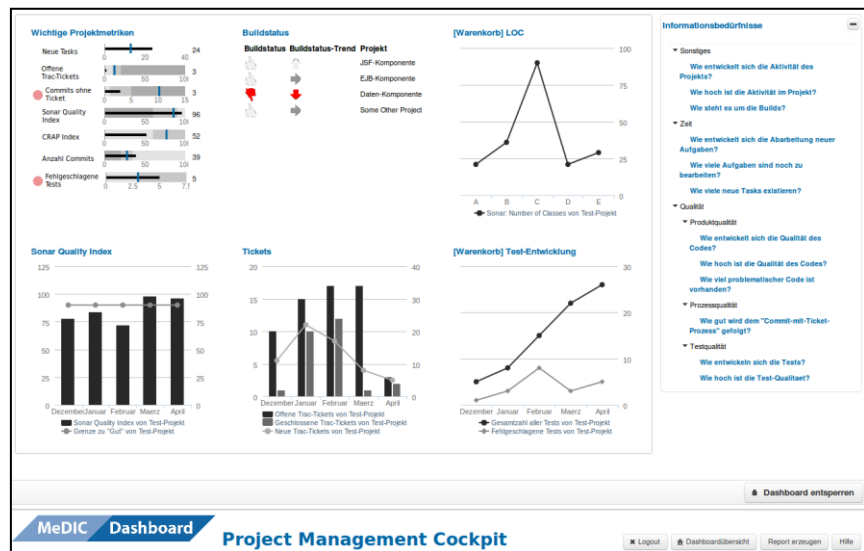 Wichtige Projektmetriken
Neue Tasks
24
0 20 40
Offene
Trac-Tickets
3
0 50 100
Commits ohne
Ticket
3
0 5 10 15
Sonar Quality
Index
96
0 50 100
CRAP Index
52
0 50 100
Anzahl Commits
39
0 50 100
Fehlgeschlagene
Tests
5
0 2.5 5 7.5
Buildstatus
Buildstatus Buildstatus-Trend Projekt
JSF-Komponente
EJB-Komponente
Daten-Komponente
Some Other Project
[Warenkorb] LOC
100
75
50
25
0
A B C D E
Sonar: Number of Classes von Test-Projekt
Sonar Quality Index
125 125
100 100
75 75
50 50
25 25
0 0
Dezember Januar Februar Maerz April
Sonar Quality Index von Test-Projekt
Grenze zu "Gut" von Test-Projekt
Tickets
20 40
15 30
10 20
5 10
0 0
Dezember Januar Februar Maerz April
Offene Trac-Tickets von Test-Projekt
Geschlossene Trac-Tickets von Test-Projekt
Neue Trac-Tickets von Test-Projekt
[Warenkorb] Test-Entwicklung
30
20
10
0
Dezember Januar Februar Maerz April
Gesamtzahl aller Tests von Test-Projekt
Fehlgeschlagene Tests von Test-Projekt
Informationsbedürfnisse
Sonstiges
Wie entwickelt sich die Aktivität des
Projekts?
Wie hoch ist die Aktivität im Projekt?
Wie steht es um die Builds?
Zeit
Wie entwickelt sich die Abarbeitung neuer
Aufgaben?
Wie viele Aufgaben sind noch zu
bearbeiten?
Wie viele neue Tasks existieren?
Qualität
Produktqualität
Wie entwickelt sich die Qualität des
Codes?
Wie hoch ist die Qualität des Codes?
Wie viel problematischer Code ist
vorhanden?
Prozessqualität
Wie gut wird dem "Commit-mit-Ticket-
Prozess" gefolgt?
Testqualität
Wie entwickeln sich die Tests?
Wie hoch ist die Test-Qualitaet?
Dashboard entsperren
MeDIC Dashboard
Project Management Cockpit
Logout
Dashboardübersicht
Report erzeugen
Hilfe